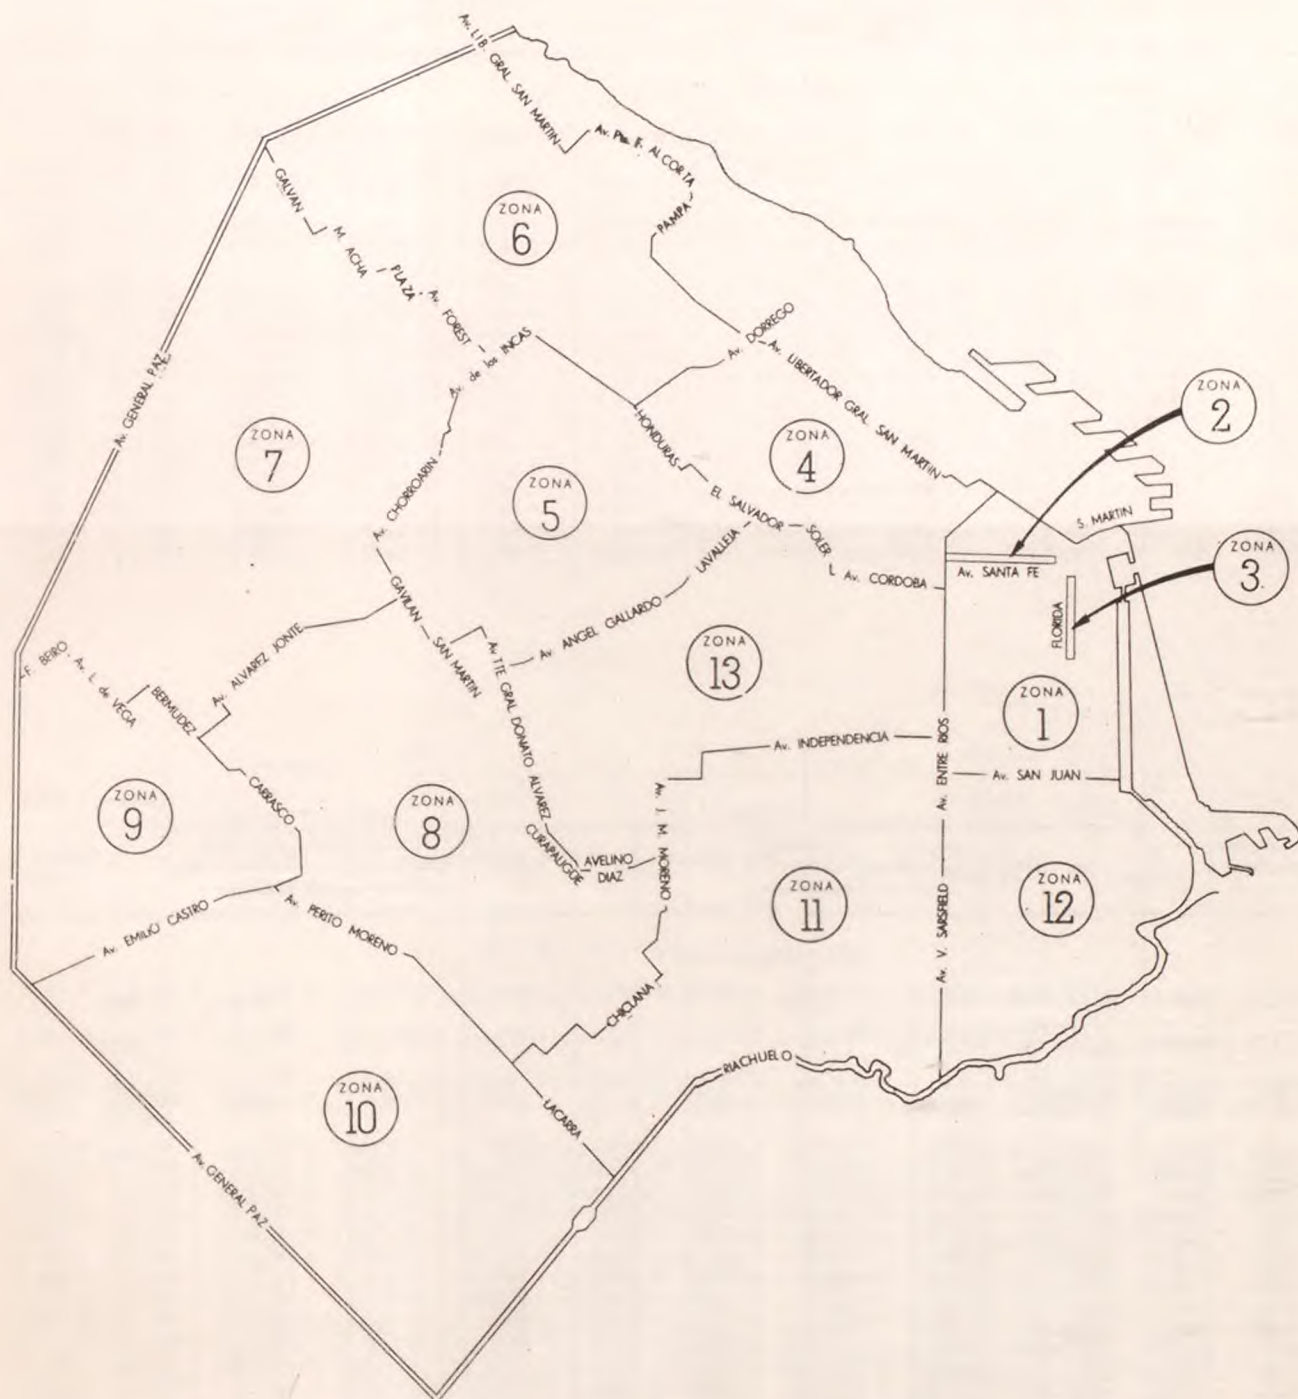 Av. LIB. GRAL. SAN MARTIN
Av. Pte. F. ALCORTA
PAMPA
GALVAN
M. ACHA
PLAZA
Av. FOREST
Av. de los INCAS
ZONA
6
Av. DORREGO
Av. LIBERTADOR GRAL. SAN MARTIN
Av. GENERAL PAZ
ZONA
7
Av. CHORROARIN
ZONA
5
HONDURAS
ZONA
4
EL SALVADOR
SOLER
Av. CORDOBA
LAVALLEJA
ZONA
2
S. MARTIN
Av. SANTA FE
ZONA
3
FLORIDA
GAVILAN
SAN MARTIN
Av. ANGEL GALLARDO
Av. TTE. GRAL. DONATO ALVAREZ
Av. ALVAREZ JONTE
F. BEIRO
Av. L. de VEGA
BERMUDEZ
ZONA
13
ZONA
1
Av. INDEPENDENCIA
Av. ENTRE RIOS
Av. SAN JUAN
ZONA
9
CARRASCO
ZONA
8
CURAPALIGÜE
AVELINO
DIAZ
Av. J. M. MORENO
ZONA
11
Av. V. SARSFIELD
ZONA
12
Av. EMILIO CASTRO
Av. PERITO MORENO
CHICLANA
RIACHUELO
ZONA
10
LACARRA
Av. GENERAL PAZ